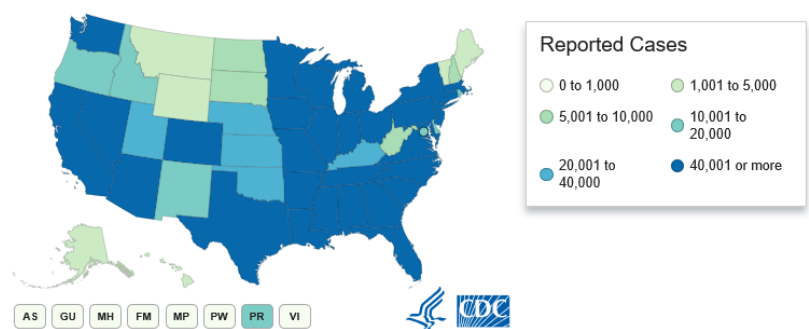 Reported Cases
0 to 1,000
1,001 to 5,000
5,001 to 10,000
10,001 to
20,000
20,001 to
40,000
40,001 or more
AS GU MH FM MP PW PR VI
CDC